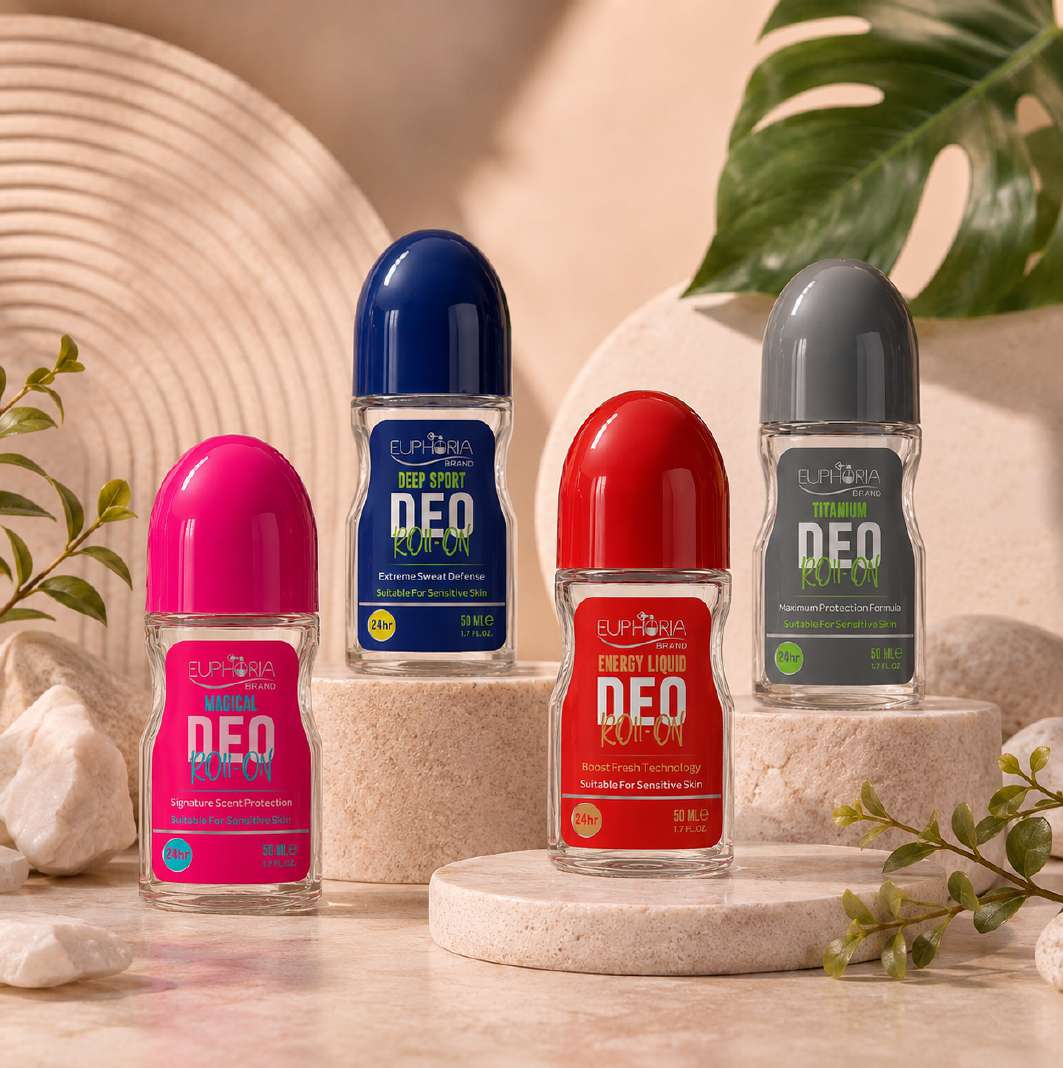 EUPHORIA
BRAND
MAGICAL
DEO
ROll-ON
Signature Scent Protection
Suitable For Sensitive Skin
24hr
50 ML e
1.7 FL.OZ.
EUPHORIA
BRAND
DEEP SPORT
DEO
ROll-ON
Extreme Sweat Defense
Suitable For Sensitive Skin
24hr
50 ML e
1.7 FL.OZ.
EUPHORIA
BRAND
ENERGY LIQUID
DEO
ROll-ON
Boost Fresh Technology
Suitable For Sensitive Skin
24hr
50 ML e
1.7 FL.OZ.
EUPHORIA
BRAND
TITANIUM
DEO
ROll-ON
Maximum Protection Formula
Suitable For Sensitive Skin
24hr
50 ML e
1.7 FL.OZ.